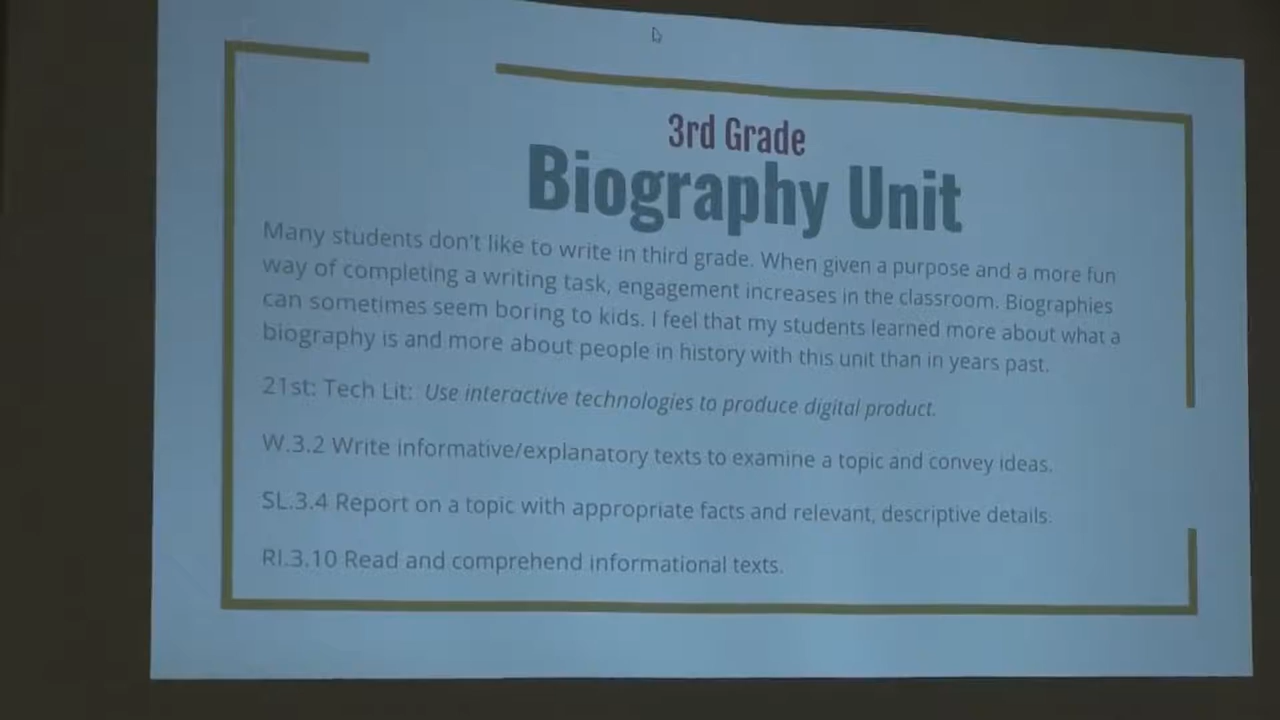 3rd Grade
Biography Unit
Many students don't like to write in third grade. When given a purpose and a more fun
way of completing a writing task, engagement increases in the classroom. Biographies
can sometimes seem boring to kids. I feel that my students learned more about what a
biography is and more about people in history with this unit than in years past.
21st: Tech Lit: Use interactive technologies to produce digital product.
W.3.2 Write informative/explanatory texts to examine a topic and convey ideas.
SL.3.4 Report on a topic with appropriate facts and relevant, descriptive details.
RI.3.10 Read and comprehend informational texts.